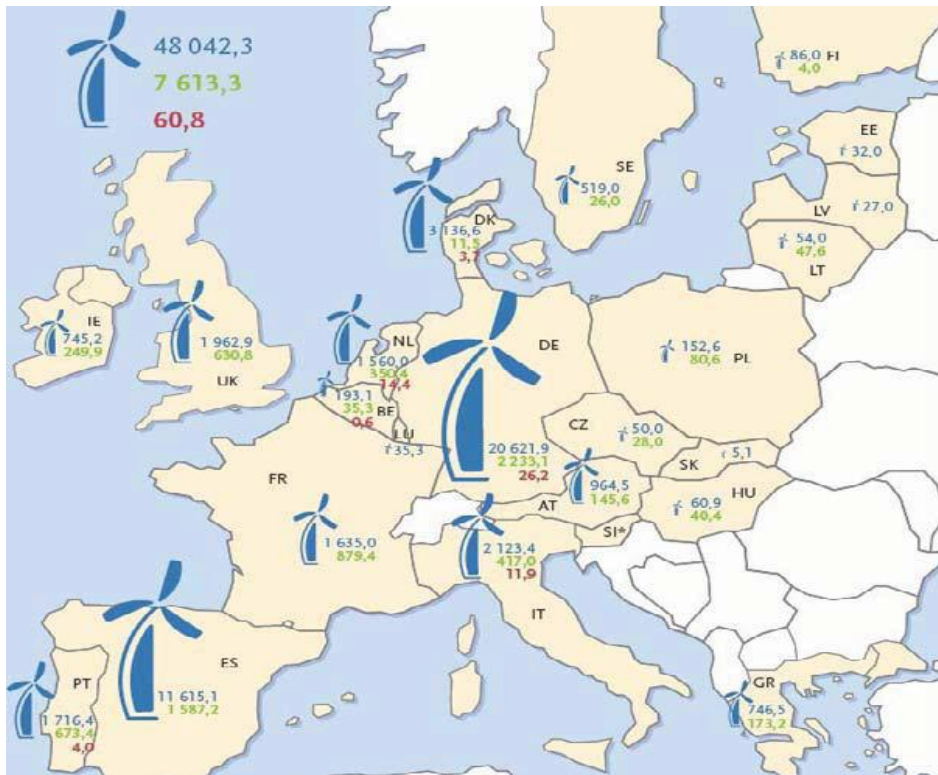 48 042,3
7 613,3
60,8
86,0 FI
4,0
EE
32,0
SE
519,0
26,0
LV 27,0
DK
3 136,6
11,5
3,7
54,0
47,6
LT
IE
745,2
249,9
1 962,9
630,8
UK
NL
1 560,0
350,4
14,4
DE
20 621,9
2 233,1
26,2
152,6
80,6 PL
193,1
35,3 BE
0,6
LU
35,3
CZ
50,0
28,0
SK 5,1
FR
1 635,0
879,4
AT
964,5
145,6
HU
60,9
40,4
SI*
2 123,4
417,0
11,9
IT
PT
1 716,4
673,4
4,0
ES
11 615,1
1 587,2
GR
746,5
173,2